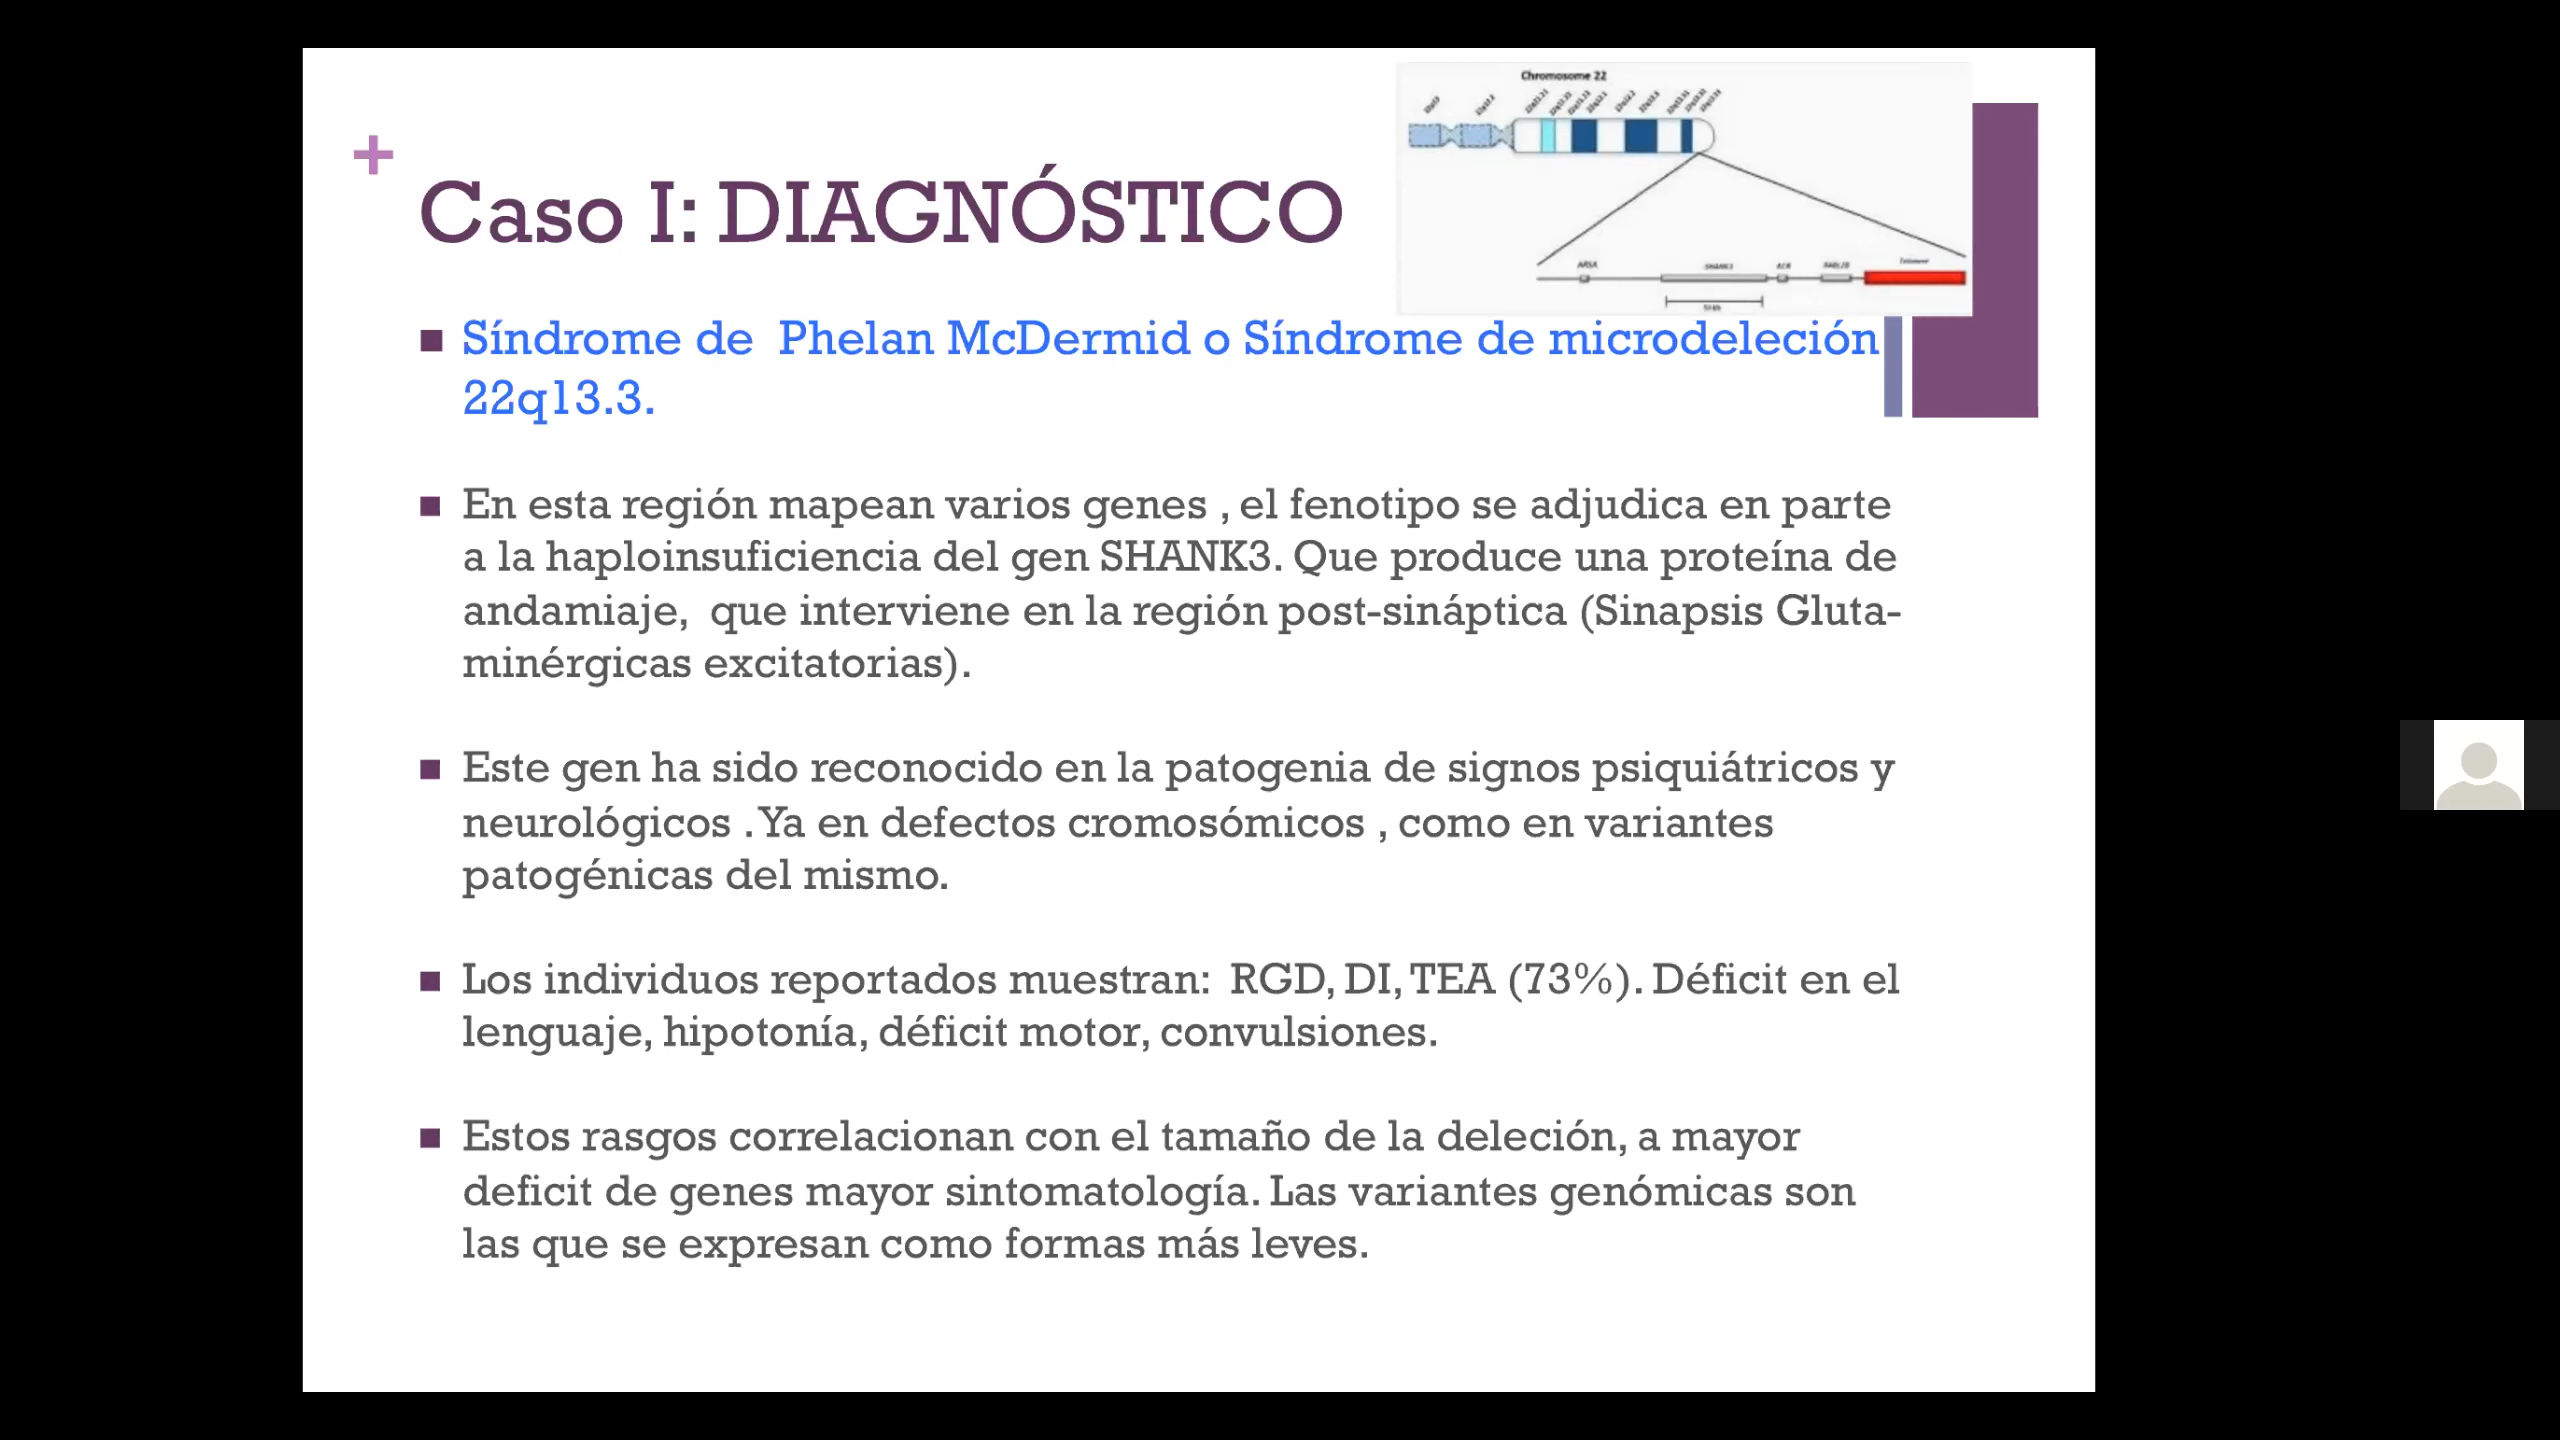 Chromosome 22
+
Caso I: DIAGNÓSTICO
ARSA
SHANK3
ACR
RABL2B
Telomere
■ Síndrome de Phelan McDermid o Síndrome de microdeleción
22q13.3.
■ En esta región mapean varios genes , el fenotipo se adjudica en parte
a la haploinsuficiencia del gen SHANK3. Que produce una proteína de
andamiaje, que interviene en la región post-sináptica (Sinapsis Gluta-
minérgicas excitatorias).
■ Este gen ha sido reconocido en la patogenia de signos psiquiátricos y
neurológicos . Ya en defectos cromosómicos , como en variantes
patogénicas del mismo.
■ Los individuos reportados muestran: RGD, DI, TEA (73%). Déficit en el
lenguaje, hipotonía, déficit motor, convulsiones.
■ Estos rasgos correlacionan con el tamaño de la deleción, a mayor
deficit de genes mayor sintomatología. Las variantes genómicas son
las que se expresan como formas más leves.